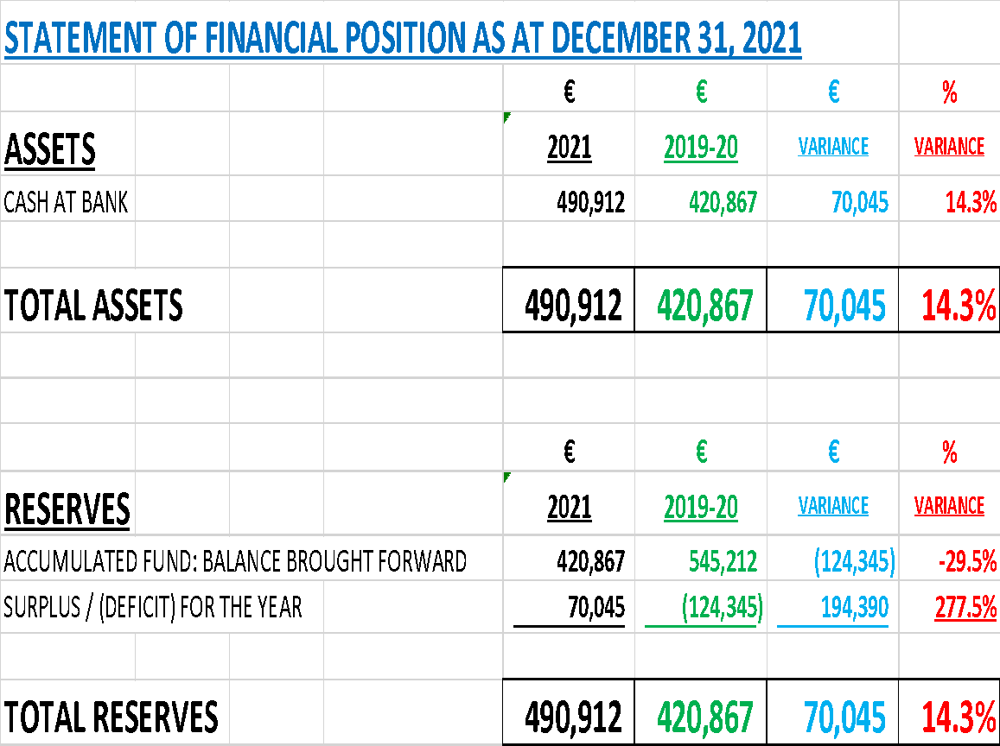 STATEMENT OF FINANCIAL POSITION AS AT DECEMBER 31, 2021
€ € € %
ASSETS 2021 2019-20 VARIANCE VARIANCE
CASH AT BANK 490,912 420,867 70,045 14.3%
TOTAL ASSETS 490,912 420,867 70,045 14.3%
€ € € %
RESERVES 2021 2019-20 VARIANCE VARIANCE
ACCUMULATED FUND: BALANCE BROUGHT FORWARD 420,867 545,212 (124,345) -29.5%
SURPLUS / (DEFICIT) FOR THE YEAR 70,045 (124,345) 194,390 277.5%
TOTAL RESERVES 490,912 420,867 70,045 14.3%